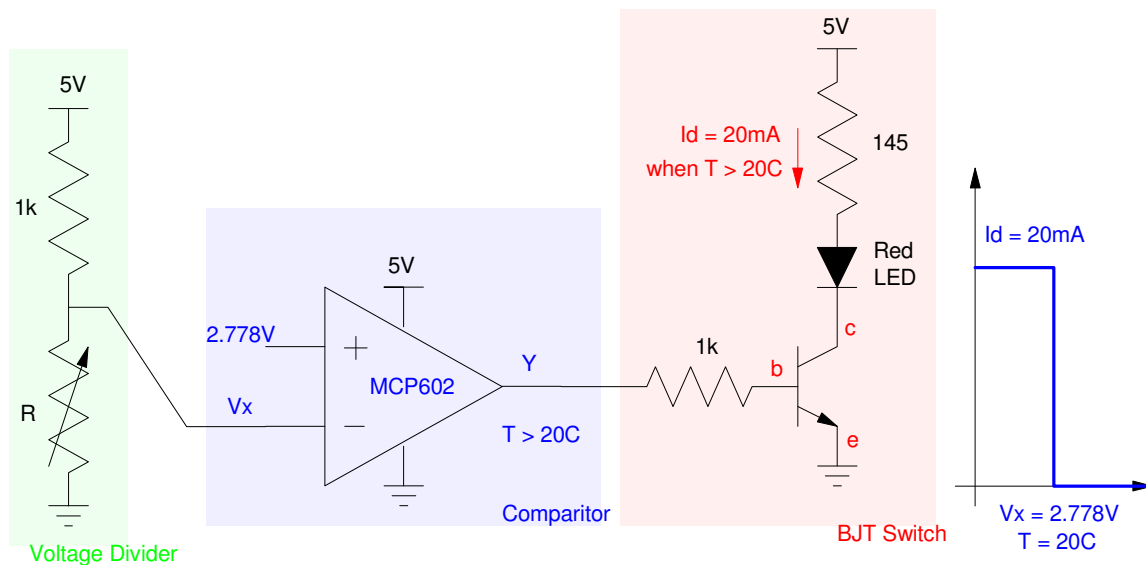 5V
1k
R
Voltage Divider
5V
2.778V
+
MCP602
Vx
−
Y
T > 20C
Comparitor
5V
Id = 20mA
when T > 20C
145
Red
LED
1k
b
c
e
BJT Switch
Id = 20mA
Vx = 2.778V
T = 20C